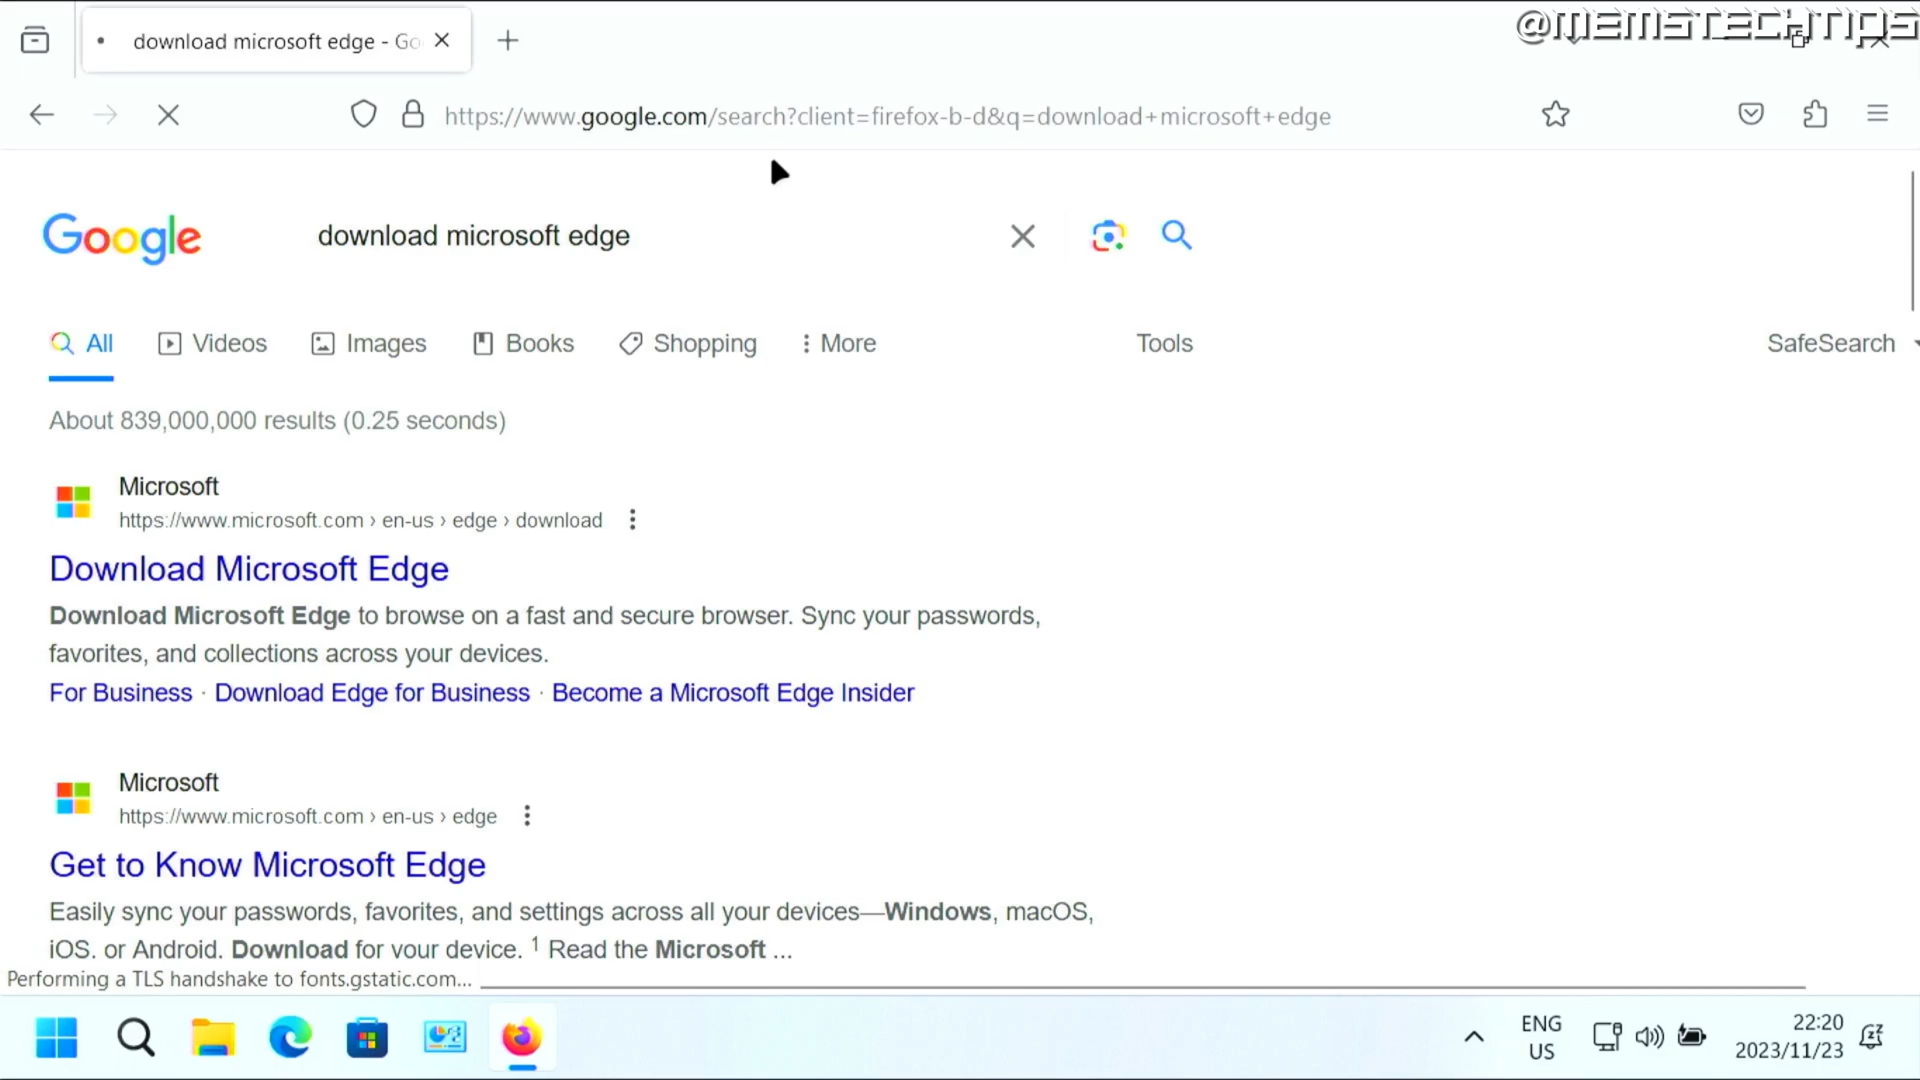 @MEMSTECHTIPS
download microsoft edge - Go
https://www.google.com/search?client=firefox-b-d&q=download+microsoft+edge
Google
download microsoft edge
All
Videos
Images
Books
Shopping
More
Tools
SafeSearch
About 839,000,000 results (0.25 seconds)
Microsoft
https://www.microsoft.com › en-us › edge › download
Download Microsoft Edge
Download Microsoft Edge to browse on a fast and secure browser. Sync your passwords,
favorites, and collections across your devices.
For Business · Download Edge for Business · Become a Microsoft Edge Insider
Microsoft
https://www.microsoft.com › en-us › edge
Get to Know Microsoft Edge
Easily sync your passwords, favorites, and settings across all your devices—Windows, macOS,
iOS. or Android. Download for your device. 1 Read the Microsoft ...
Performing a TLS handshake to fonts.gstatic.com...
ENG
US
22:20
2023/11/23